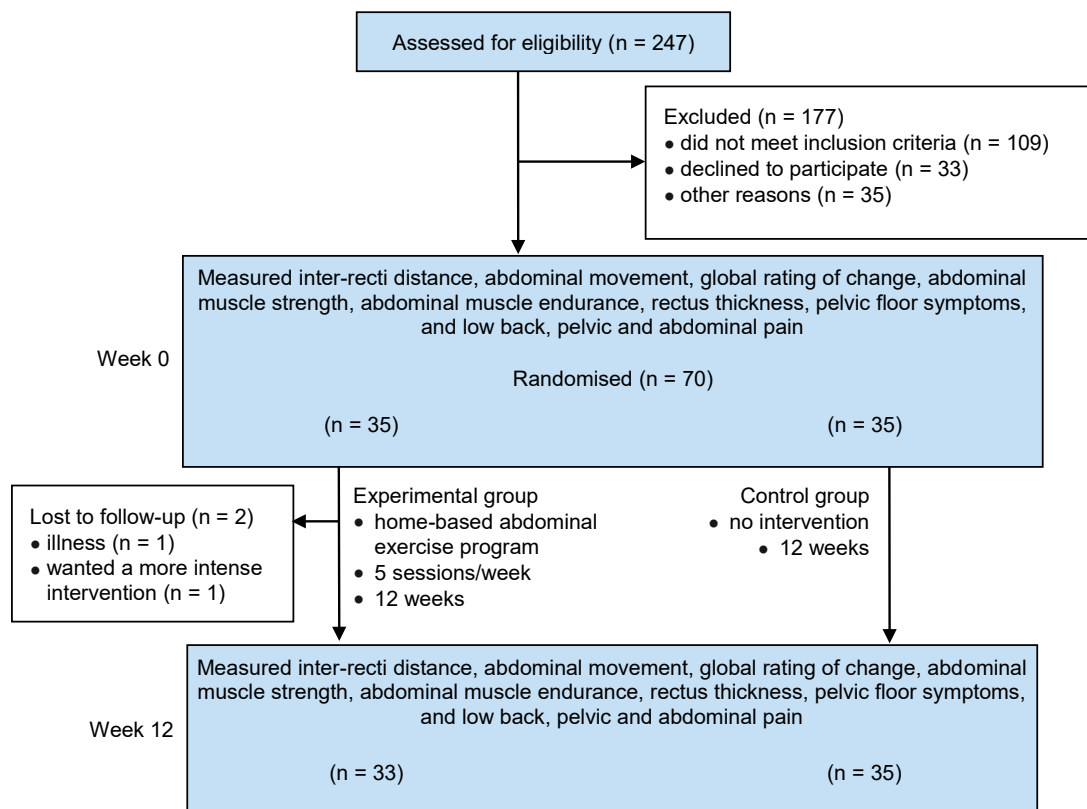 Assessed for eligibility (n = 247)
Excluded (n = 177)
• did not meet inclusion criteria (n = 109)
• declined to participate (n = 33)
• other reasons (n = 35)
Measured inter-recti distance, abdominal movement, global rating of change, abdominal
muscle strength, abdominal muscle endurance, rectus thickness, pelvic floor symptoms,
and low back, pelvic and abdominal pain
Week 0
Randomised (n = 70)
(n = 35)
(n = 35)
Lost to follow-up (n = 2)
• illness (n = 1)
• wanted a more intense
intervention (n = 1)
Experimental group
• home-based abdominal
exercise program
• 5 sessions/week
• 12 weeks
Control group
• no intervention
• 12 weeks
Measured inter-recti distance, abdominal movement, global rating of change, abdominal
muscle strength, abdominal muscle endurance, rectus thickness, pelvic floor symptoms,
and low back, pelvic and abdominal pain
Week 12
(n = 33)
(n = 35)